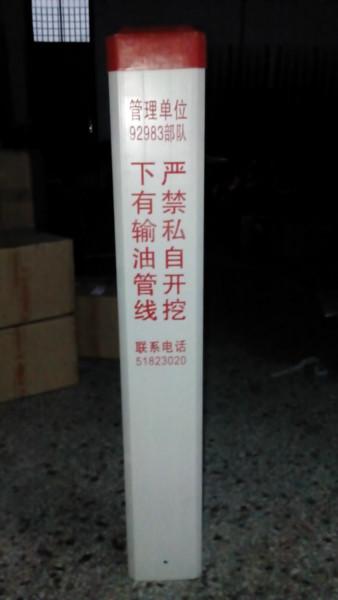 管理单位
92983部队
下有输油管线
严禁私自开挖
联系电话
51823020